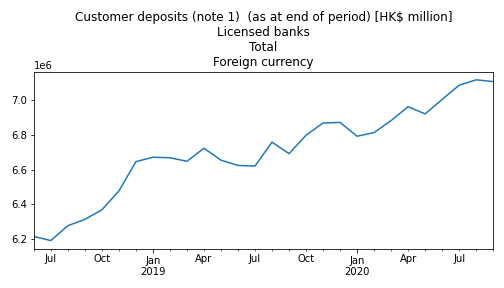 Customer deposits (note 1)  (as at end of period) [HK$ million]
Licensed banks
Total
Foreign currency
1e6
7.0
6.8
6.6
6.4
6.2
Jul Oct Jan Apr Jul Oct Jan Apr Jul
2019 2020